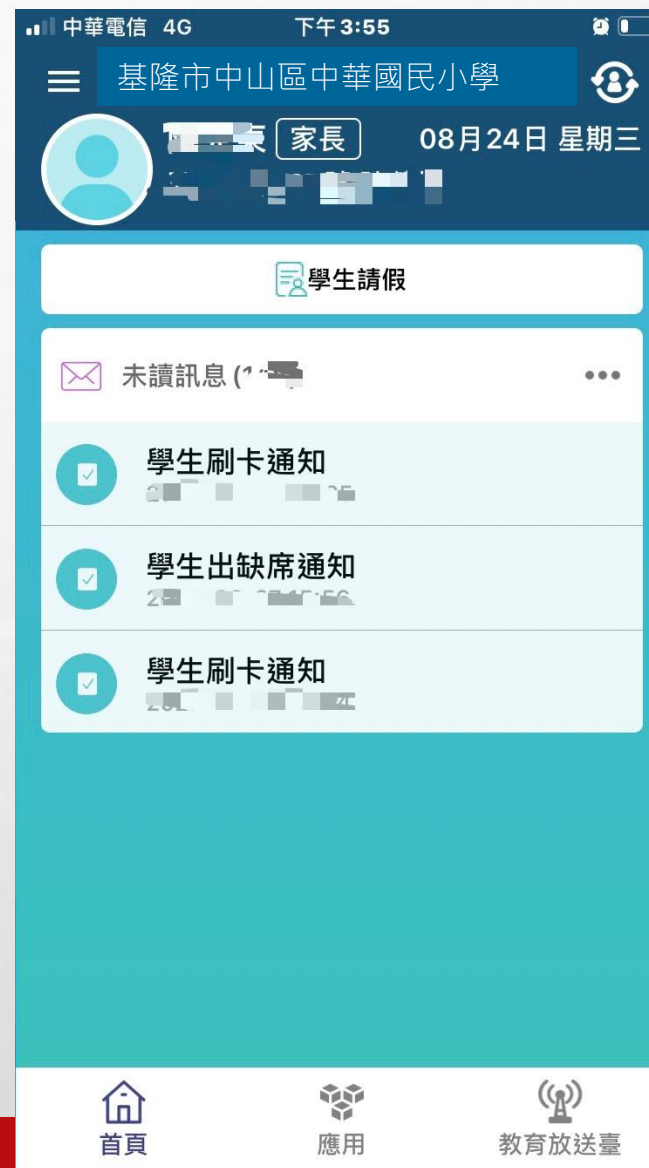 中華電信 4G 下午3:55
基隆市中山區中華國民小學
家長 08月24日 星期三
學生請假
未讀訊息
學生刷卡通知
學生出缺席通知
學生刷卡通知
首頁 應用 教育放送臺